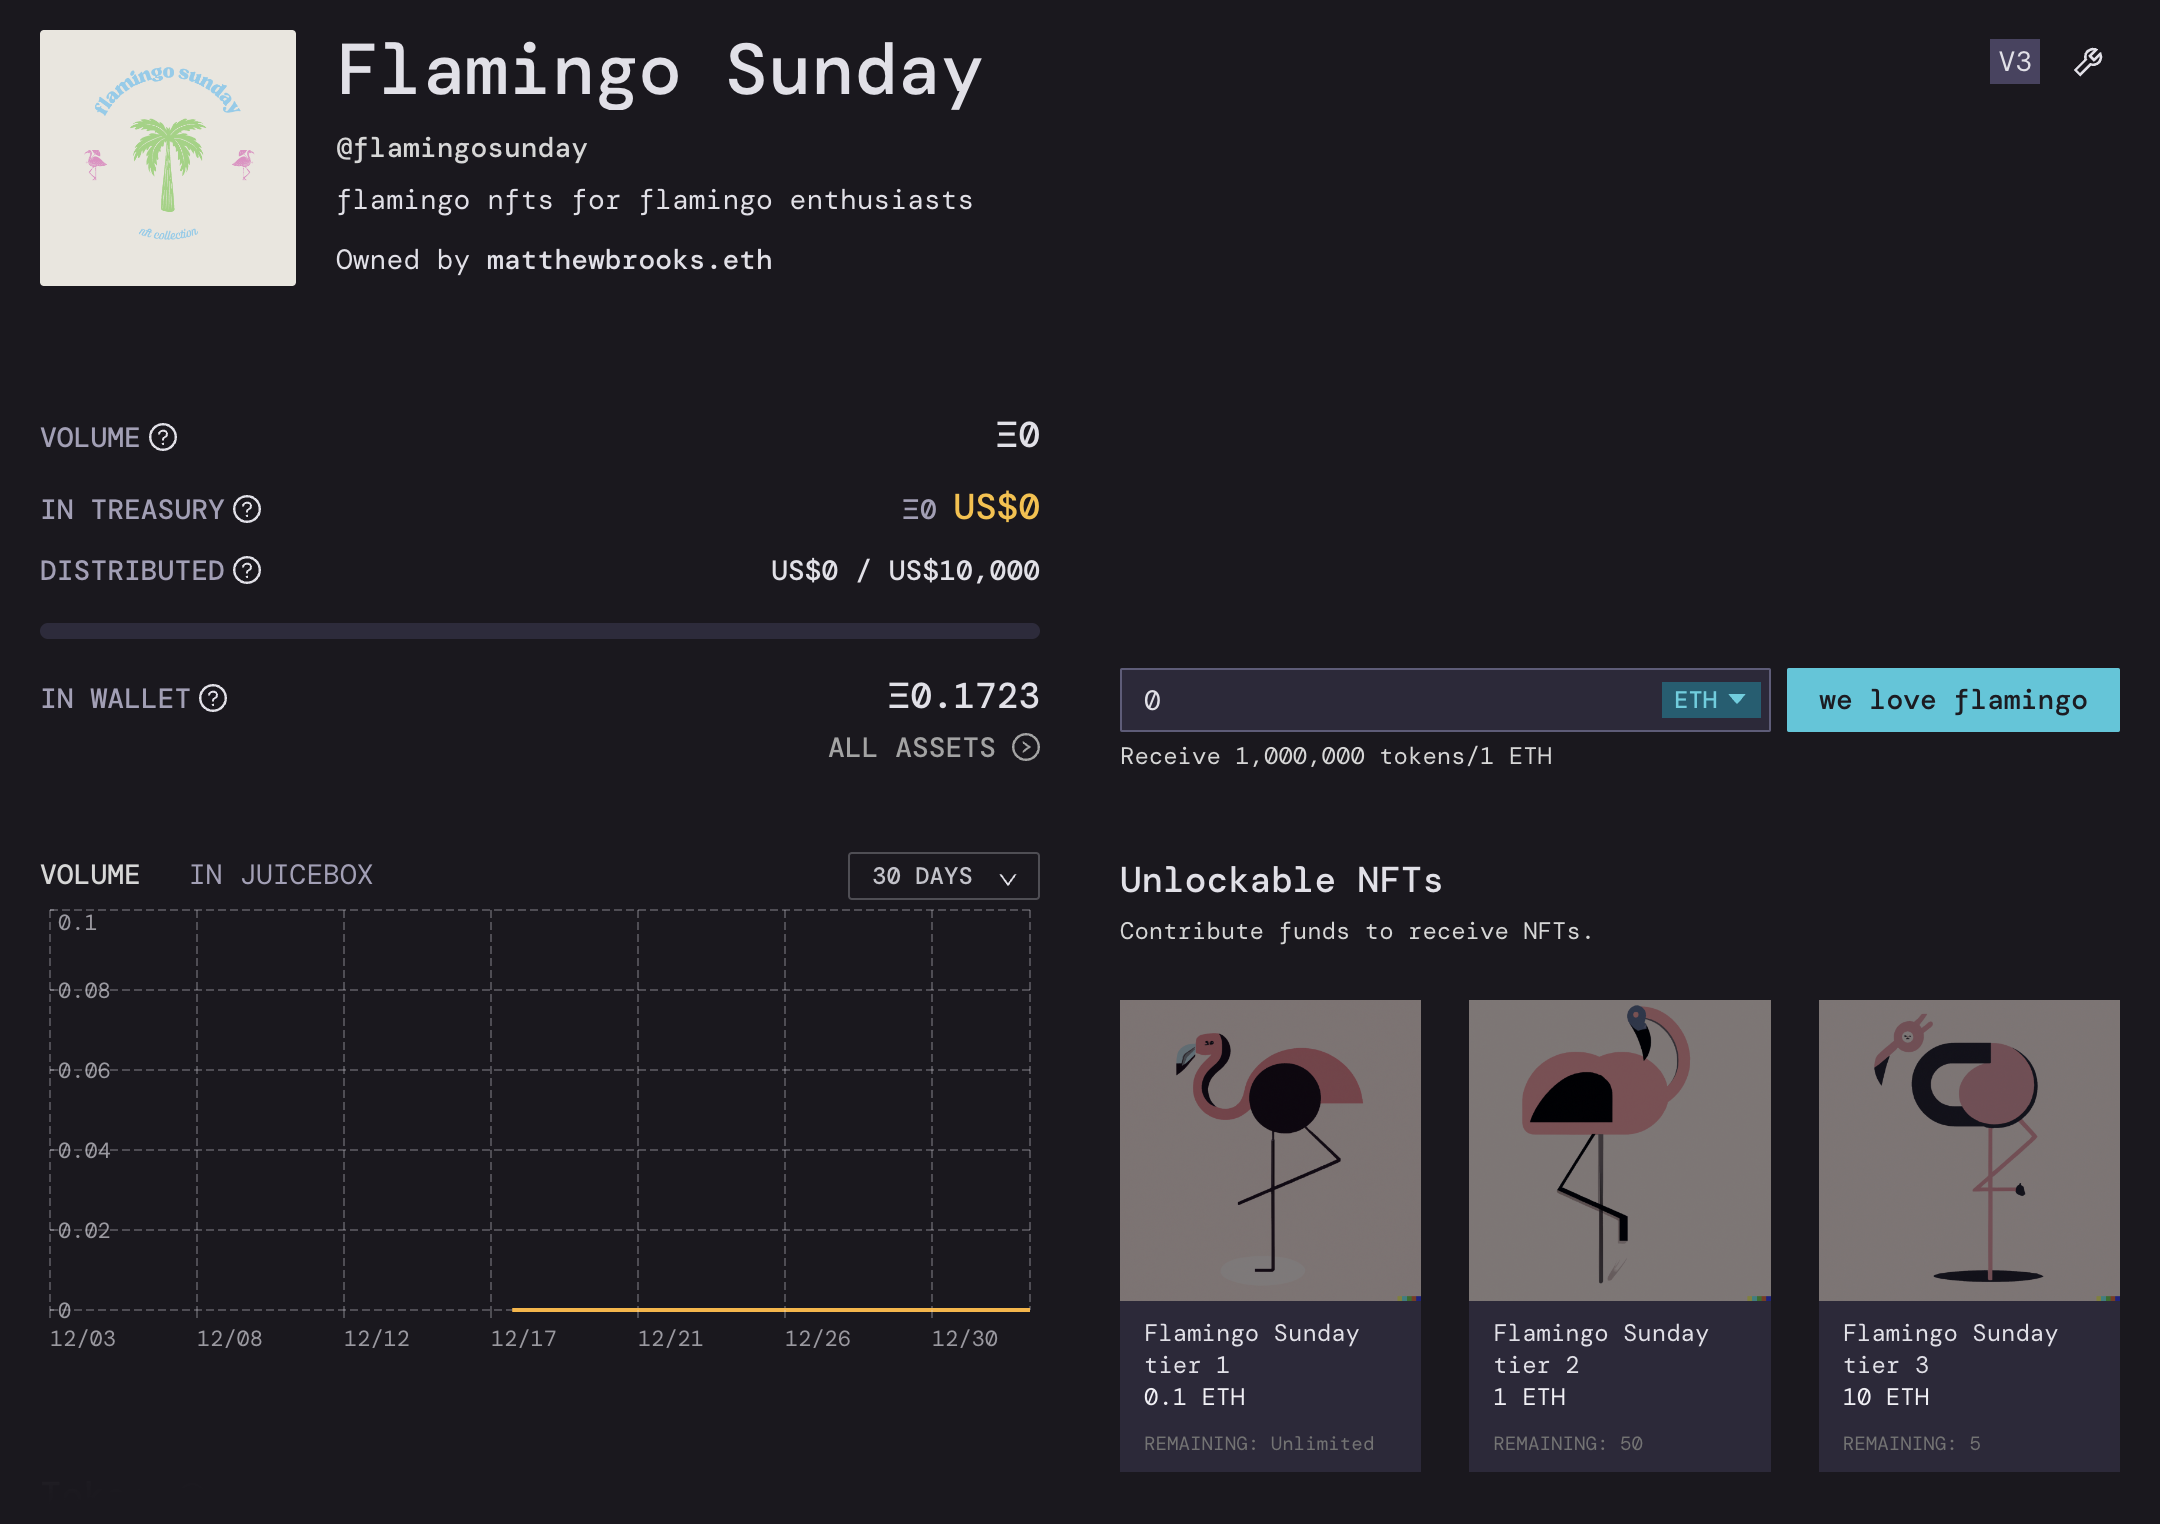 flamingo sunday
nft collection
Flamingo Sunday
@flamingosunday
flamingo nfts for flamingo enthusiasts
Owned by matthewbrooks.eth
V3
VOLUME ?
Ξ0
IN TREASURY ?
Ξ0 US$0
DISTRIBUTED ?
US$0 / US$10,000
IN WALLET ?
Ξ0.1723
ALL ASSETS
0
ETH
we love flamingo
Receive 1,000,000 tokens/1 ETH
VOLUME IN JUICEBOX
30 DAYS
0.1
0.08
0.06
0.04
0.02
0
12/03 12/08 12/12 12/17 12/21 12/26 12/30
Unlockable NFTs
Contribute funds to receive NFTs.
Flamingo Sunday
tier 1
0.1 ETH
REMAINING: Unlimited
Flamingo Sunday
tier 2
1 ETH
REMAINING: 50
Flamingo Sunday
tier 3
10 ETH
REMAINING: 5